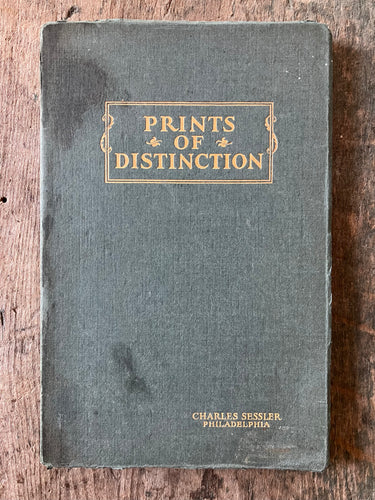 PRINTS
OF
DISTINCTION
CHARLES SESSLER
PHILADELPHIA